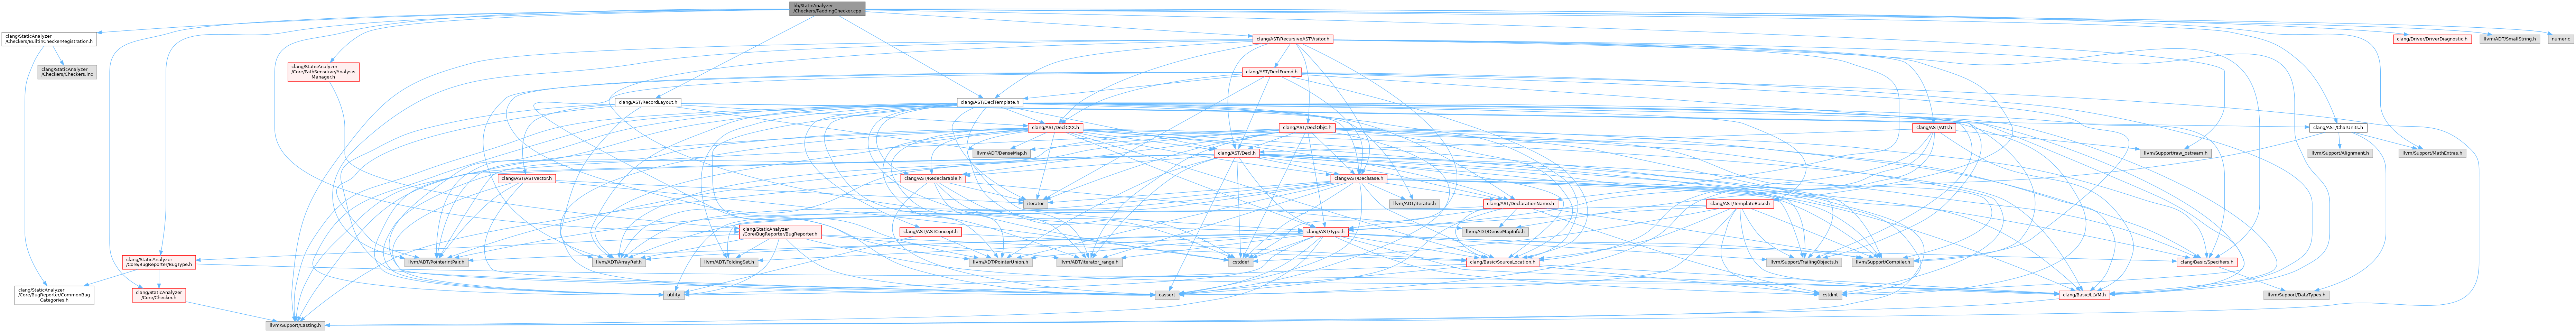 lib/StaticAnalyzer
/Checkers/PaddingChecker.cpp
clang/StaticAnalyzer
/Checkers/BuiltinCheckerRegistration.h
clang/AST/RecursiveASTVisitor.h
clang/Driver/DriverDiagnostic.h
llvm/ADT/SmallString.h
numeric
clang/StaticAnalyzer
/Checkers/Checkers.inc
clang/StaticAnalyzer
/Core/PathSensitive/Analysis
Manager.h
clang/AST/DeclFriend.h
clang/AST/RecordLayout.h
clang/AST/DeclTemplate.h
clang/AST/DeclCXX.h
clang/AST/DeclObjC.h
clang/AST/Attr.h
clang/AST/CharUnits.h
llvm/ADT/DenseMap.h
clang/AST/Decl.h
llvm/Support/raw_ostream.h
llvm/Support/Alignment.h
llvm/Support/MathExtras.h
clang/AST/ASTVector.h
clang/AST/Redeclarable.h
clang/AST/DeclBase.h
iterator
llvm/ADT/iterator.h
clang/AST/DeclarationName.h
clang/AST/TemplateBase.h
clang/StaticAnalyzer
/Core/BugReporter/BugReporter.h
clang/AST/ASTConcept.h
clang/AST/Type.h
llvm/ADT/DenseMapInfo.h
clang/StaticAnalyzer
/Core/BugReporter/BugType.h
llvm/ADT/PointerIntPair.h
llvm/ADT/ArrayRef.h
llvm/ADT/FoldingSet.h
llvm/ADT/PointerUnion.h
llvm/ADT/iterator_range.h
cstddef
clang/Basic/SourceLocation.h
llvm/Support/TrailingObjects.h
llvm/Support/Compiler.h
clang/Basic/Specifiers.h
clang/StaticAnalyzer
/Core/BugReporter/CommonBug
Categories.h
clang/StaticAnalyzer
/Core/Checker.h
utility
cassert
cstdint
clang/Basic/LLVM.h
llvm/Support/DataTypes.h
llvm/Support/Casting.h